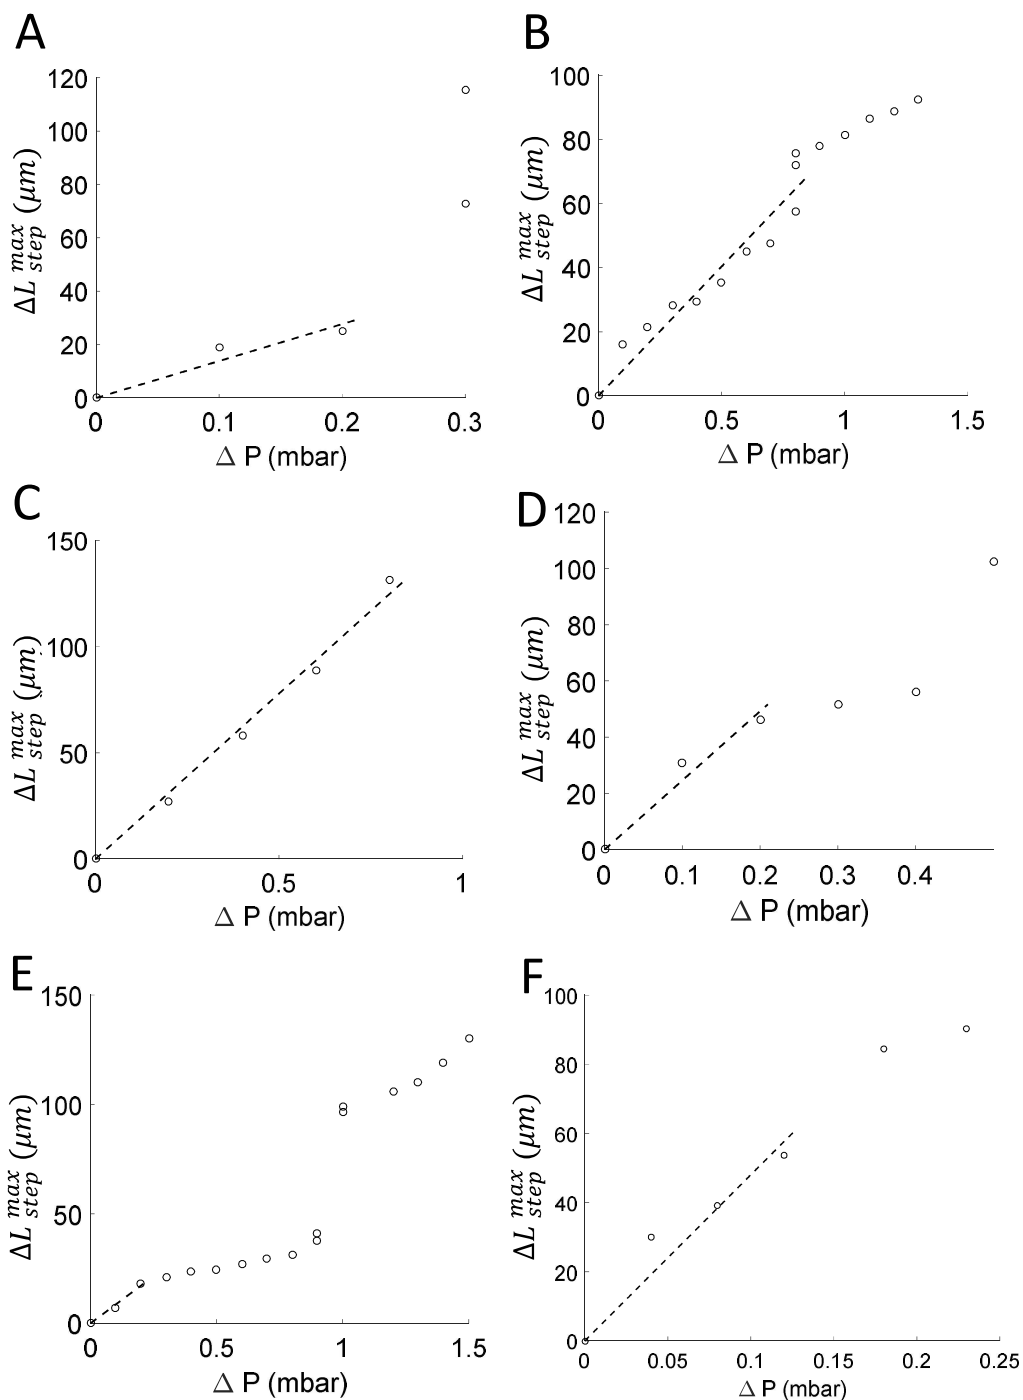 A
B
ΔL max step (μm)
120
100
80
60
40
20
0
0 0.1 0.2 0.3
Δ P (mbar)
ΔL max step (μm)
100
80
60
40
20
0
0 0.5 1 1.5
Δ P (mbar)
C
D
ΔL max step (μm)
150
100
50
0
0 0.5 1
Δ P (mbar)
ΔL max step (μm)
120
100
80
60
40
20
0
0 0.1 0.2 0.3 0.4
Δ P (mbar)
E
F
ΔL max step (μm)
150
100
50
0
0 0.5 1 1.5
Δ P (mbar)
ΔL max step (μm)
100
80
60
40
20
0
0 0.05 0.1 0.15 0.2 0.25
Δ P (mbar)